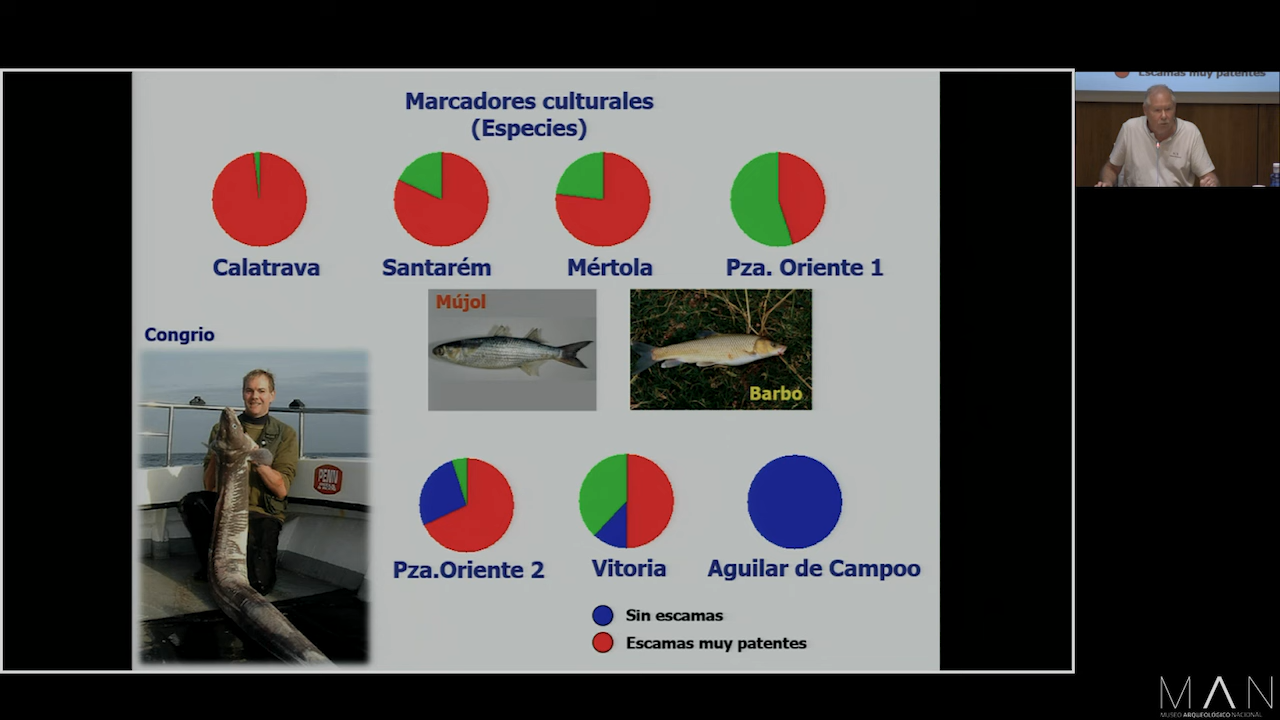 Marcadores culturales
(Especies)
Escamas muy patentes
Calatrava
Santarém
Mértola
Pza. Oriente 1
Mújol
Congrio
Barbo
PENN
Pza.Oriente 2
Vitoria
Aguilar de Campoo
Sin escamas
Escamas muy patentes
MAN
MUSEO ARQUEOLÓGICO NACIONAL